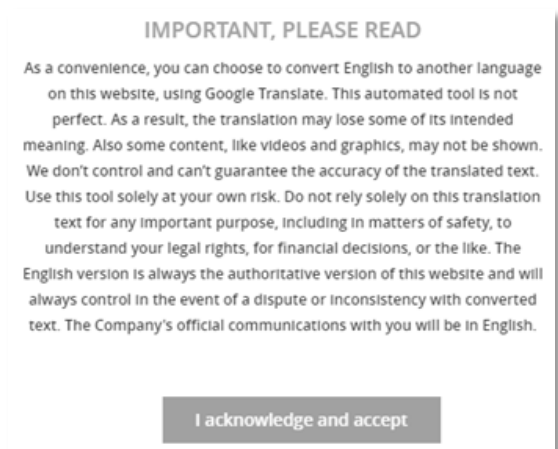 IMPORTANT, PLEASE READ
As a convenience, you can choose to convert English to another language
on this website, using Google Translate. This automated tool is not
perfect. As a result, the translation may lose some of its intended
meaning. Also some content, like videos and graphics, may not be shown.
We don't control and can't guarantee the accuracy of the translated text.
Use this tool solely at your own risk. Do not rely solely on this translation
text for any important purpose, including in matters of safety, to
understand your legal rights, for financial decisions, or the like. The
English version is always the authoritative version of this website and will
always control in the event of a dispute or inconsistency with converted
text. The Company's official communications with you will be in English.
I acknowledge and accept